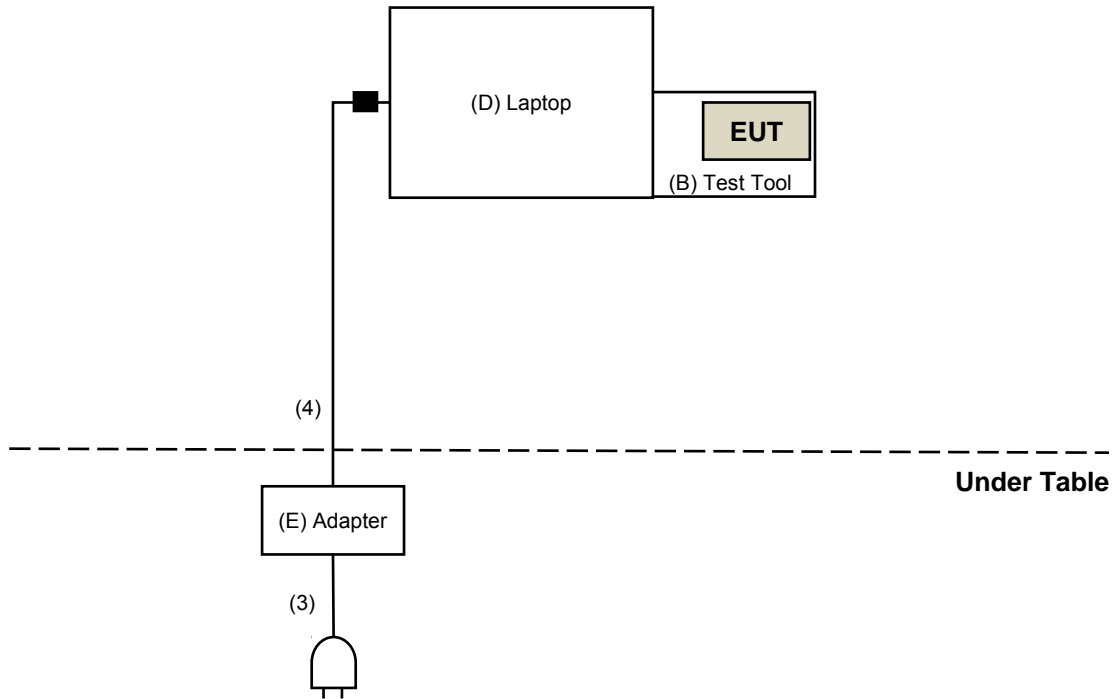 (D) Laptop
EUT
(B) Test Tool
(4)
Under Table
(E) Adapter
(3)